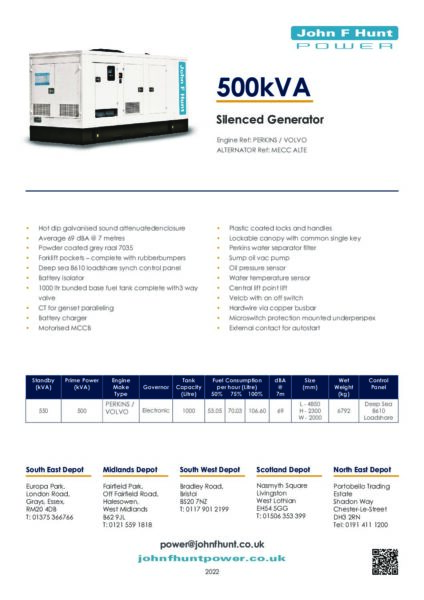 John F Hunt
POWER
John F Hunt
500kVA
Silenced Generator
Engine Ref: PERKINS / VOLVO
ALTERNATOR Ref: MECC ALTE
• Hot dip galvanised sound attenuatedenclosure
• Average 69 dBA @ 7 metres
• Powder coated grey raal 7035
• Forklift pockets – complete with rubberbumpers
• Deep sea 8610 loadshare synch control panel
• Battery isolator
• 1000 ltr bunded base fuel tank complete with3 way
valve
• CT for genset paralleling
• Battery charger
• Motorised MCCB
• Plastic coated locks and handles
• Lockable canopy with common single key
• Perkins water separator filter
• Sump oil vac pump
• Oil pressure sensor
• Water temperature sensor
• Central lift point lift
• Velcb with on off switch
• Hardwire via copper busbar
• Microswitch protection mounted underperspex
• External contact for autostart
Standby (kVA) Prime Power (kVA) Engine Make Type Governor Tank Capacity (Litre) Fuel Consumption per hour (Litre) 50% 75% 100% dBA @ 7m Size (mm) Wet Weight (kg) Control Panel
550 500 PERKINS / VOLVO Electronic 1000 53.05 70.03 106.60 69 L - 4850 H - 2300 W - 2000 6792 Deep Sea 8610 Loadshare
South East Depot
Europa Park,
London Road,
Grays, Essex,
RM20 4DB
T: 01375 366766
Midlands Depot
Fairfield Park,
Off Fairfield Road,
Halesowen,
West Midlands
B62 9JL
T:0121 559 1818
South West Depot
Bradley Road,
Bristol
BS20 7NZ
T: 0117 901 2199
Scotland Depot
Nasmyth Square
Livingston
West Lothian
EH54 5GG
T: 01506 353 399
North East Depot
Portobello Trading
Estate
Shadon Way
Chester-Le-Street
DH3 2RN
Tel: 0191 411 1200
power@johnfhunt.co.uk
johnfhuntpower.co.uk
2022